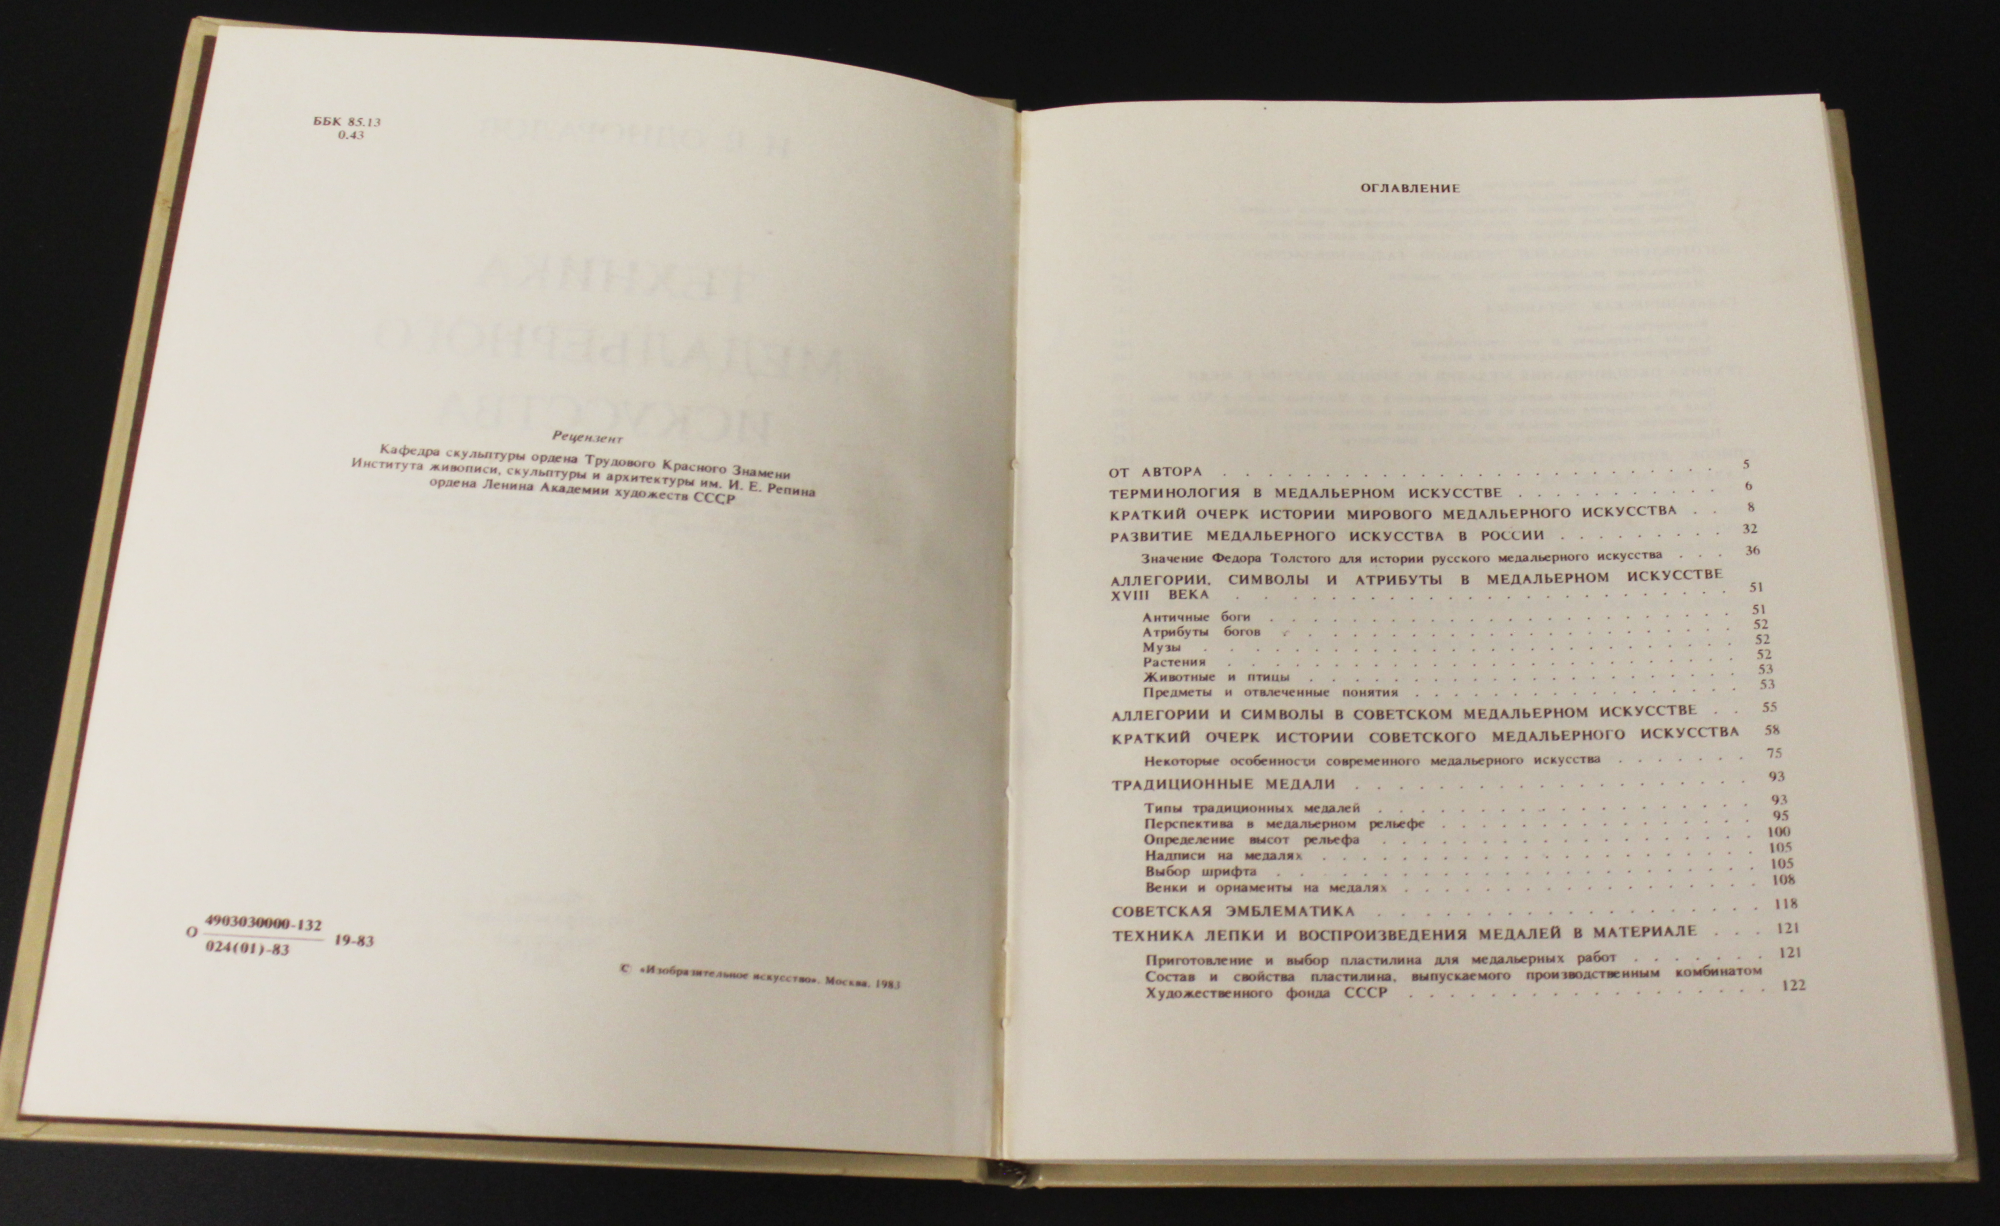 ББК 85.13
0.43
Рецензент
Кафедра скульптуры ордена Трудового Красного Знамени
Института живописи, скульптуры и архитектуры им. И. Е. Репина
ордена Ленина Академии художеств СССР
О 4903030000-132 19-83
024(01)-83
© «Изобразительное искусство». Москва. 1983
ОГЛАВЛЕНИЕ
ОТ АВТОРА . . . . . . . . . . 5
ТЕРМИНОЛОГИЯ В МЕДАЛЬЕРНОМ ИСКУССТВЕ . . . . . . . . . . 6
КРАТКИЙ ОЧЕРК ИСТОРИИ МИРОВОГО МЕДАЛЬЕРНОГО ИСКУССТВА . . 8
РАЗВИТИЕ МЕДАЛЬЕРНОГО ИСКУССТВА В РОССИИ . . . . . . . . . 32
Значение Федора Толстого для истории русского медальерного искусства . . . 36
АЛЛЕГОРИИ, СИМВОЛЫ И АТРИБУТЫ В МЕДАЛЬЕРНОМ ИСКУССТВЕ
XVIII ВЕКА . . . . . . . . . . 51
Античные боги . . . . . . . . . . 51
Атрибуты богов . . . . . . . . . . 52
Музы . . . . . . . . . . 52
Растения . . . . . . . . . . 52
Животные и птицы . . . . . . . . . . 53
Предметы и отвлеченные понятия . . . . . . . . . . 53
АЛЛЕГОРИИ И СИМВОЛЫ В СОВЕТСКОМ МЕДАЛЬЕРНОМ ИСКУССТВЕ . . 55
КРАТКИЙ ОЧЕРК ИСТОРИИ СОВЕТСКОГО МЕДАЛЬЕРНОГО ИСКУССТВА 58
Некоторые особенности современного медальерного искусства . . . . . . . 75
ТРАДИЦИОННЫЕ МЕДАЛИ . . . . . . . . . . 93
Типы традиционных медалей . . . . . . . . . . 93
Перспектива в медальерном рельефе . . . . . . . . . . 95
Определение высот рельефа . . . . . . . . . . 100
Надписи на медалях . . . . . . . . . . 105
Выбор шрифта . . . . . . . . . . 105
Венки и орнаменты на медалях . . . . . . . . . . 108
СОВЕТСКАЯ ЭМБЛЕМАТИКА . . . . . . . . . . 118
ТЕХНИКА ЛЕПКИ И ВОСПРОИЗВЕДЕНИЯ МЕДАЛЕЙ В МАТЕРИАЛЕ . . . 121
Приготовление и выбор пластилина для медальерных работ . . . . . . . 121
Состав и свойства пластилина, выпускаемого производственным комбинатом
Художественного фонда СССР . . . . . . . . . . 122